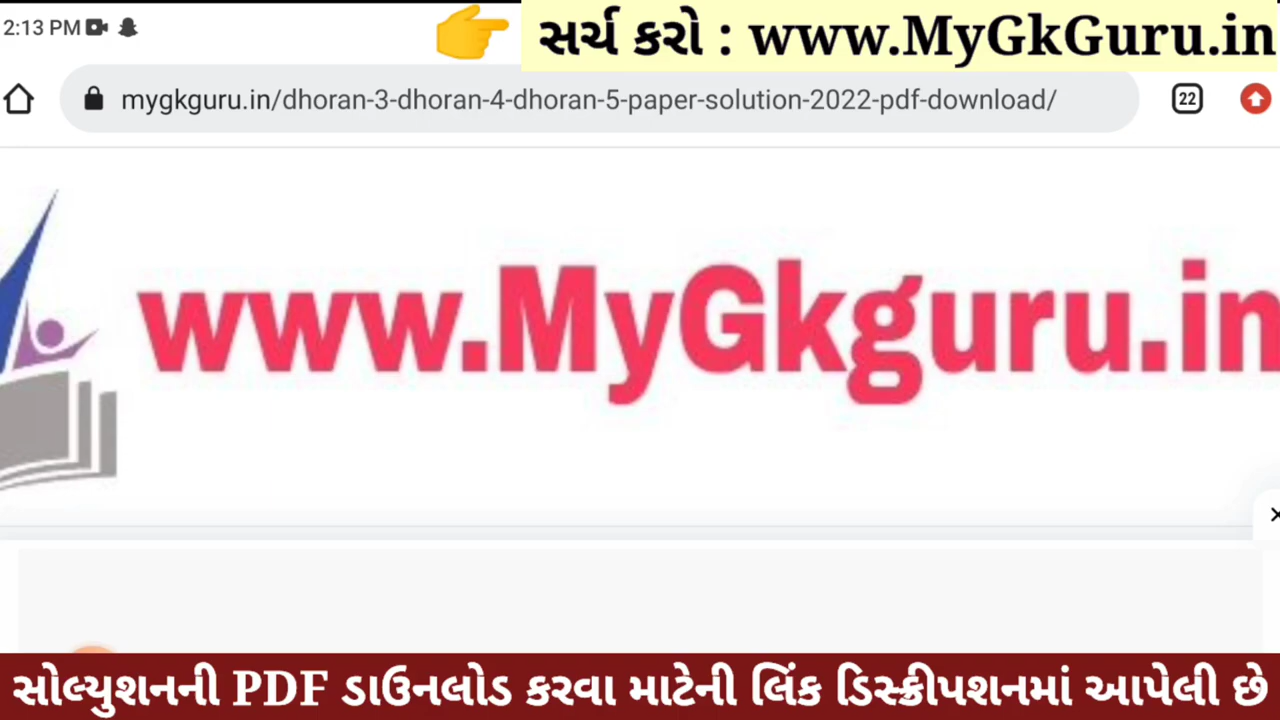 2:13 PM
સર્ચ કરો : www.MyGkGuru.in
mygkguru.in/dhoran-3-dhoran-4-dhoran-5-paper-solution-2022-pdf-download/
22
www.MyGkguru.in
સોલ્યુશનની PDF ડાઉનલોડ કરવા માટેની લિંક ડિસ્ક્રીપશનમાં આપેલી છે